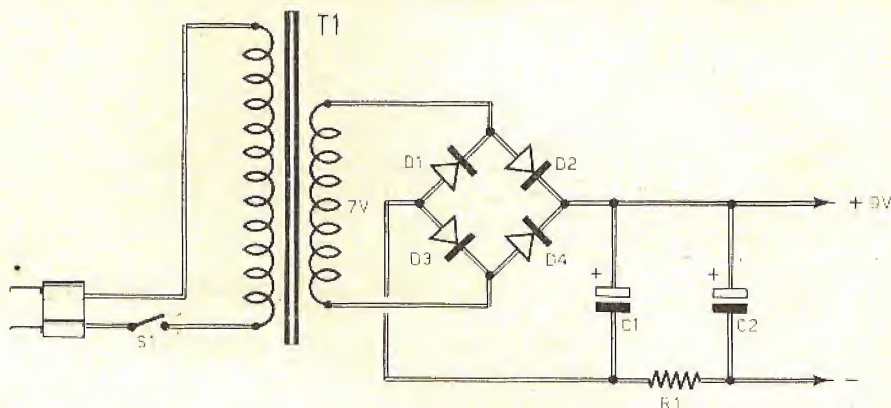 T1
D1
D2
7V
+ 9V
D3
D4
+
+
S1
C1
C2
-
R1